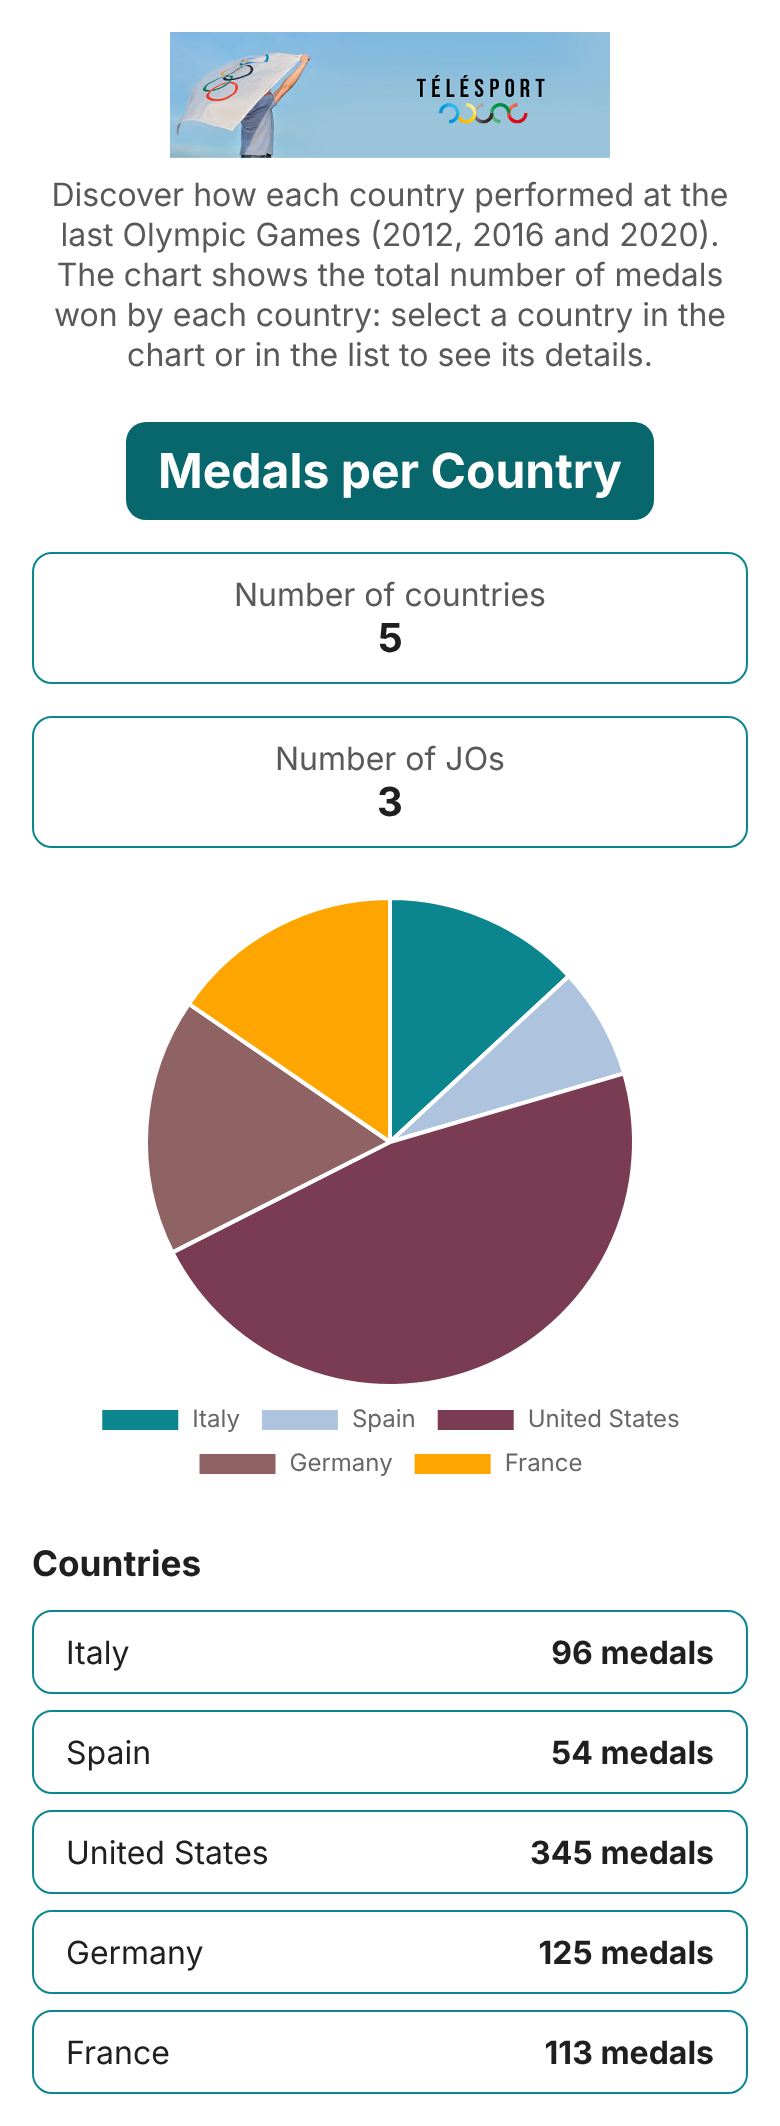 TÉLÉSPORT
Discover how each country performed at the
last Olympic Games (2012, 2016 and 2020).
The chart shows the total number of medals
won by each country: select a country in the
chart or in the list to see its details.
Medals per Country
Number of countries
5
Number of JOs
3
Italy Spain United States
Germany France
Countries
Italy 96 medals
Spain 54 medals
United States 345 medals
Germany 125 medals
France 113 medals